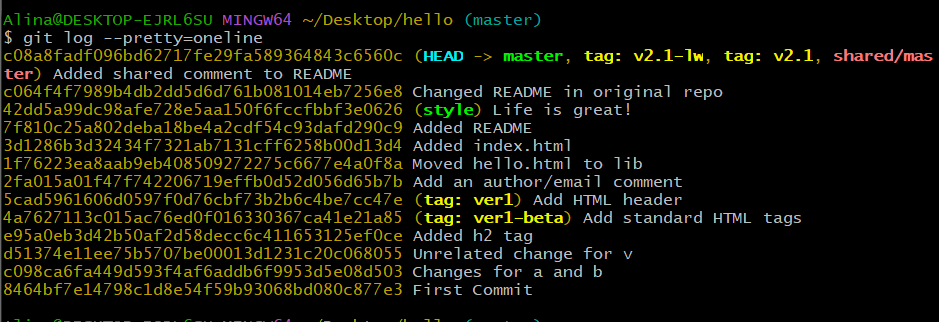 Alina@DESKTOP-EJRL6SU MINGW64 ~/Desktop/hello (master)
$ git log --pretty=oneline
c08a8fadf096bd62717fe29fa589364843c6560c (HEAD -> master, tag: v2.1-lw, tag: v2.1, shared/mas
ter) Added shared comment to README
c064f4f7989b4db2dd5d6d761b081014eb7256e8 Changed README in original repo
42dd5a99dc98afe728e5aa150f6fccfbbf3e0626 (style) Life is great!
7f810c25a802deba18be4a2cdf54c93dafd290c9 Added README
3d1286b3d32434f7321ab7131cff6258b00d13d4 Added index.html
1f76223ea8aab9eb408509272275c6677e4a0f8a Moved hello.html to lib
2fa015a01f47f742206719effb0d52d056d65b7b Add an author/email comment
5cad5961606d0597f0d76cbf73b2b6c4be7cc47e (tag: ver1) Add HTML header
4a7627113c015ac76ed0f016330367ca41e21a85 (tag: ver1-beta) Add standard HTML tags
e95a0eb3d42b50af2d58decc6c411653125ef0ce Added h2 tag
d51374e11ee75b5707be00013d1231c20c068055 Unrelated change for v
c098ca6fa449d593f4af6addb6f9953d5e08d503 Changes for a and b
8464bf7e14798c1d8e54f59b93068bd080c877e3 First Commit